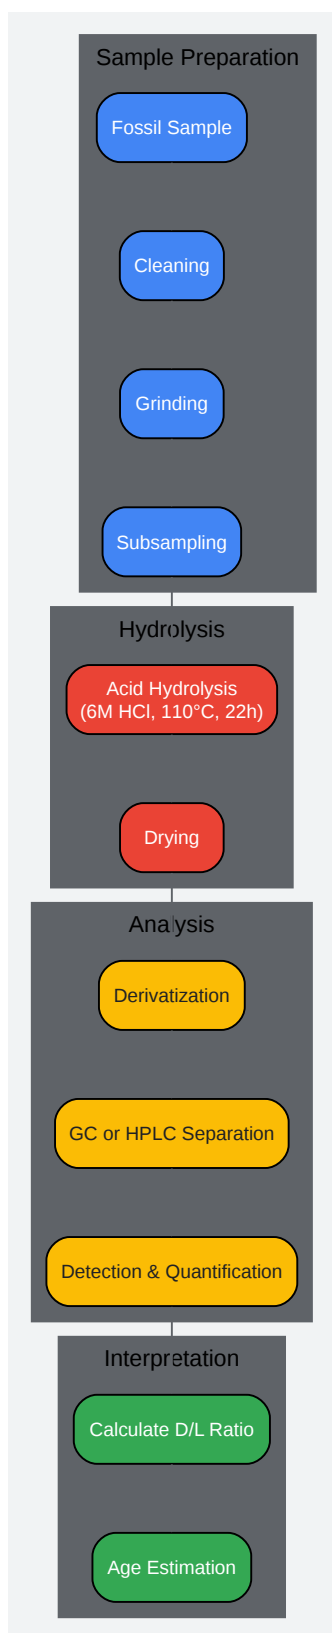 Sample Preparation
Fossil Sample
Cleaning
Grinding
Subsampling
Hydrolysis
Acid Hydrolysis
(6M HCl, 110°C, 22h)
Drying
Analysis
Derivatization
GC or HPLC Separation
Detection & Quantification
Interpretation
Calculate D/L Ratio
Age Estimation